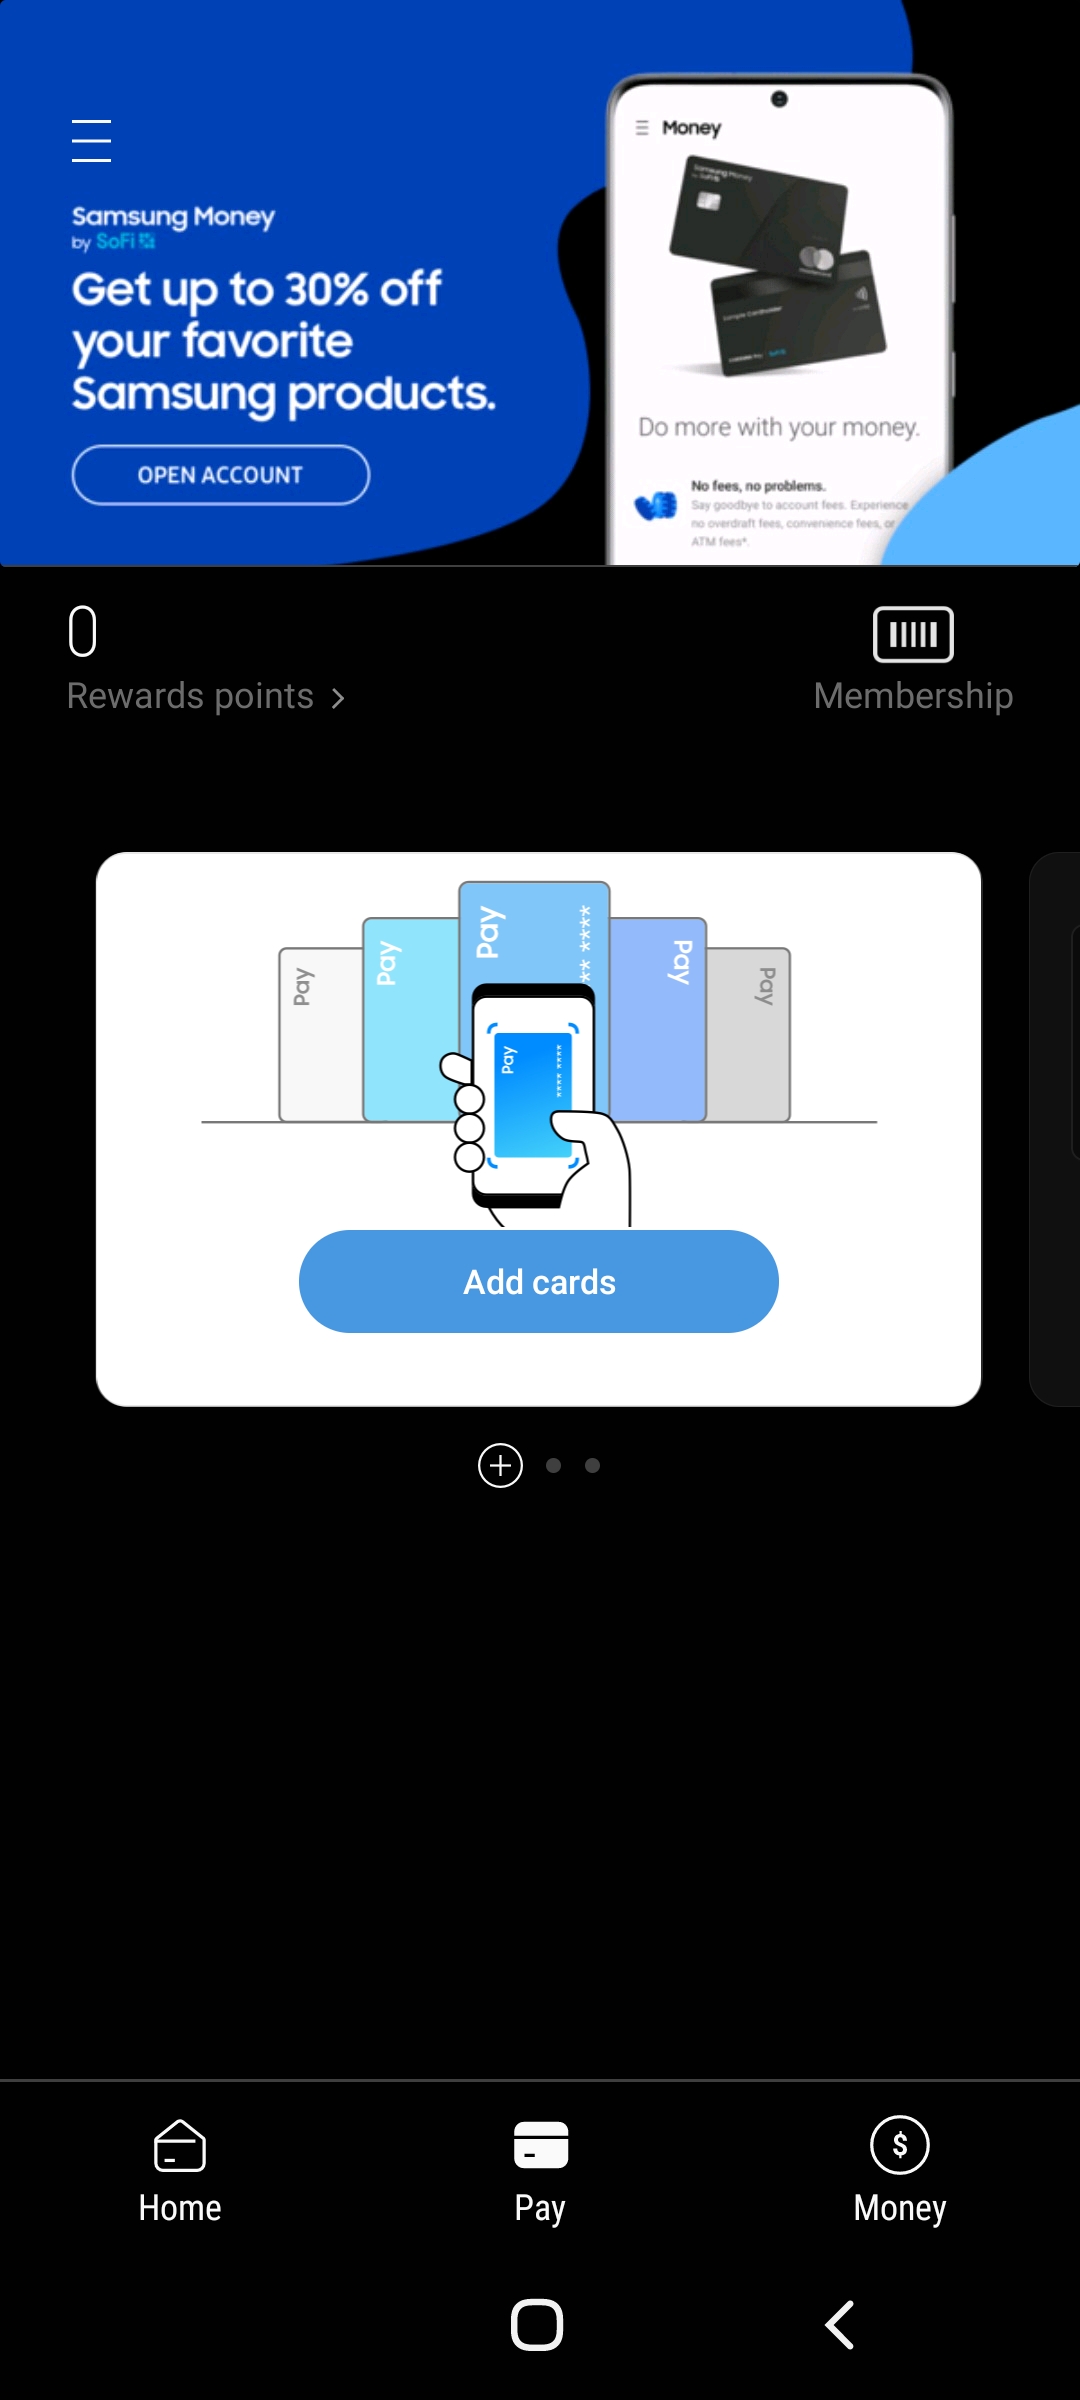 Samsung Money
by SoFi
Get up to 30% off
your favorite
Samsung products.
OPEN ACCOUNT
Money
Samsung Money
by SoFi
Do more with your money.
No fees, no problems.
Say goodbye to account fees. Experience
no overdraft fees, convenience fees, or
ATM fees*.
0
Rewards points
Membership
Pay
Pay
Pay
** ****
Pay
Pay
Pay
**** ****
Add cards
Home
Pay
Money